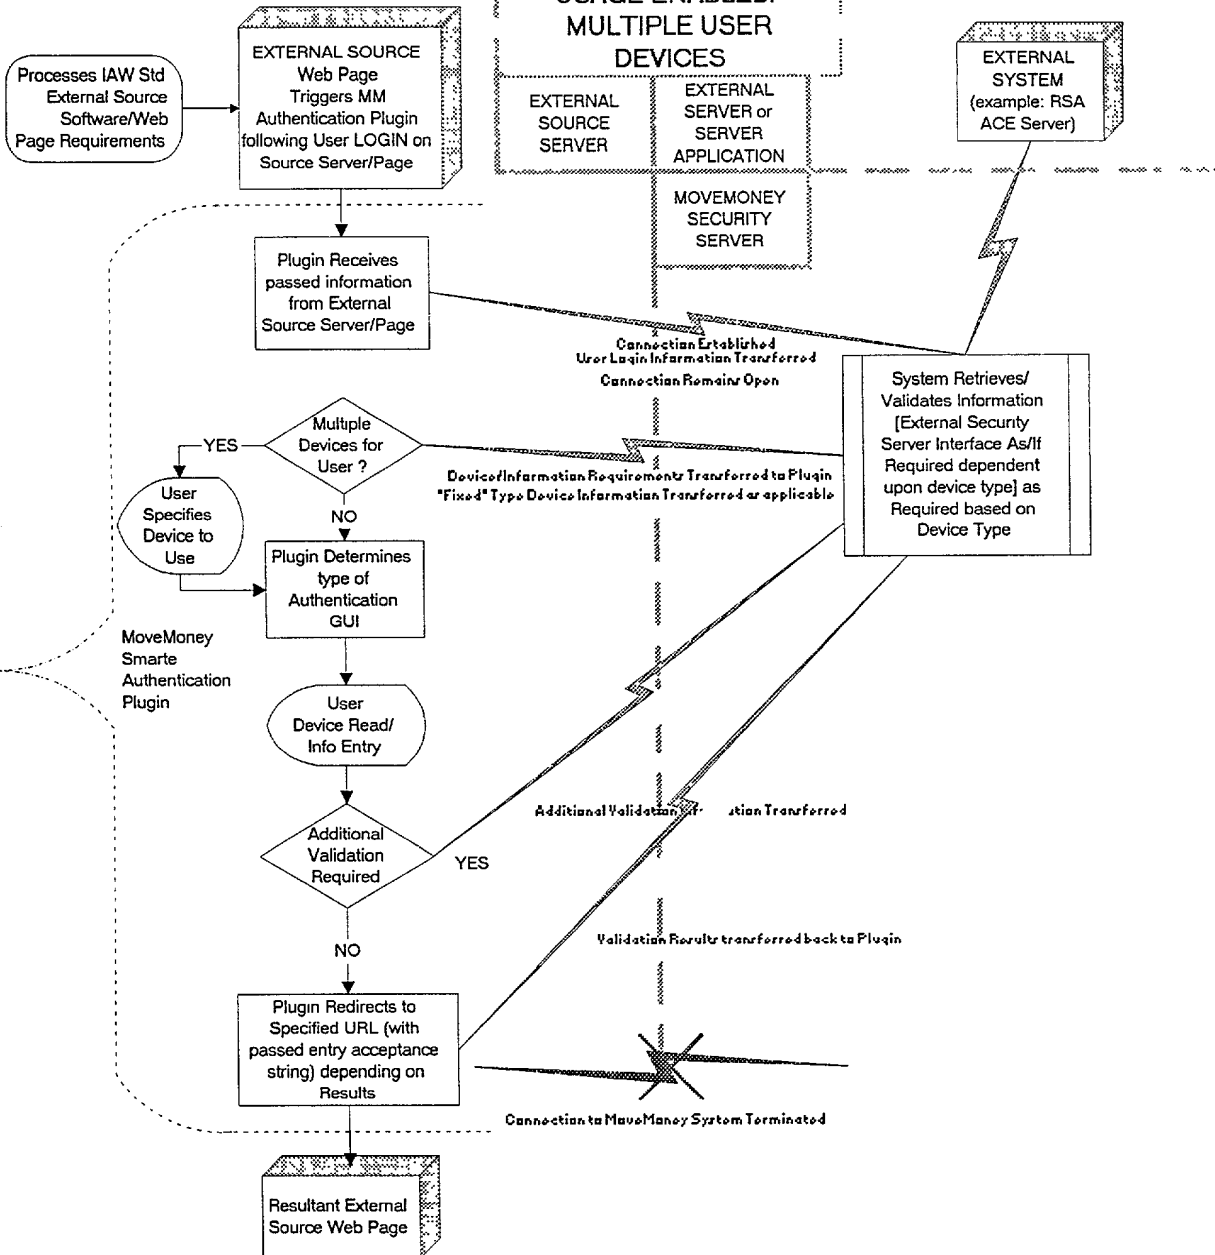 MULTIPLE USER
DEVICES
EXTERNAL
SOURCE
SERVER
EXTERNAL
SERVER or
SERVER
APPLICATION
MOVEMONEY
SECURITY
SERVER
EXTERNAL
SYSTEM
(example: RSA
ACE Server)
Processes IAW Std
External Source
Software/Web
Page Requirements
EXTERNAL SOURCE
Web Page
Triggers MM
Authentication Plugin
following User LOGIN on
Source Server/Page
Plugin Receives
passed information
from External
Source Server/Page
Connection Established
User Login Information Transferred
Connection Remains Open
System Retrieves/
Validates Information
[External Security
Server Interface As/If
Required dependent
upon device type] as
Required based on
Device Type
Multiple
Devices for
User ?
YES
NO
Device/Information Requirements Transferred to Plugin
"Fixed" Type Device Information Transferred as applicable
User
Specifies
Device to
Use
Plugin Determines
type of
Authentication
GUI
MoveMoney
Smarte
Authentication
Plugin
User
Device Read/
Info Entry
Additional Validation Transferred
Additional
Validation
Required
YES
NO
Validation Results transferred back to Plugin
Plugin Redirects to
Specified URL (with
passed entry acceptance
string) depending on
Results
Connection to MoveMoney System Terminated
Resultant External
Source Web Page